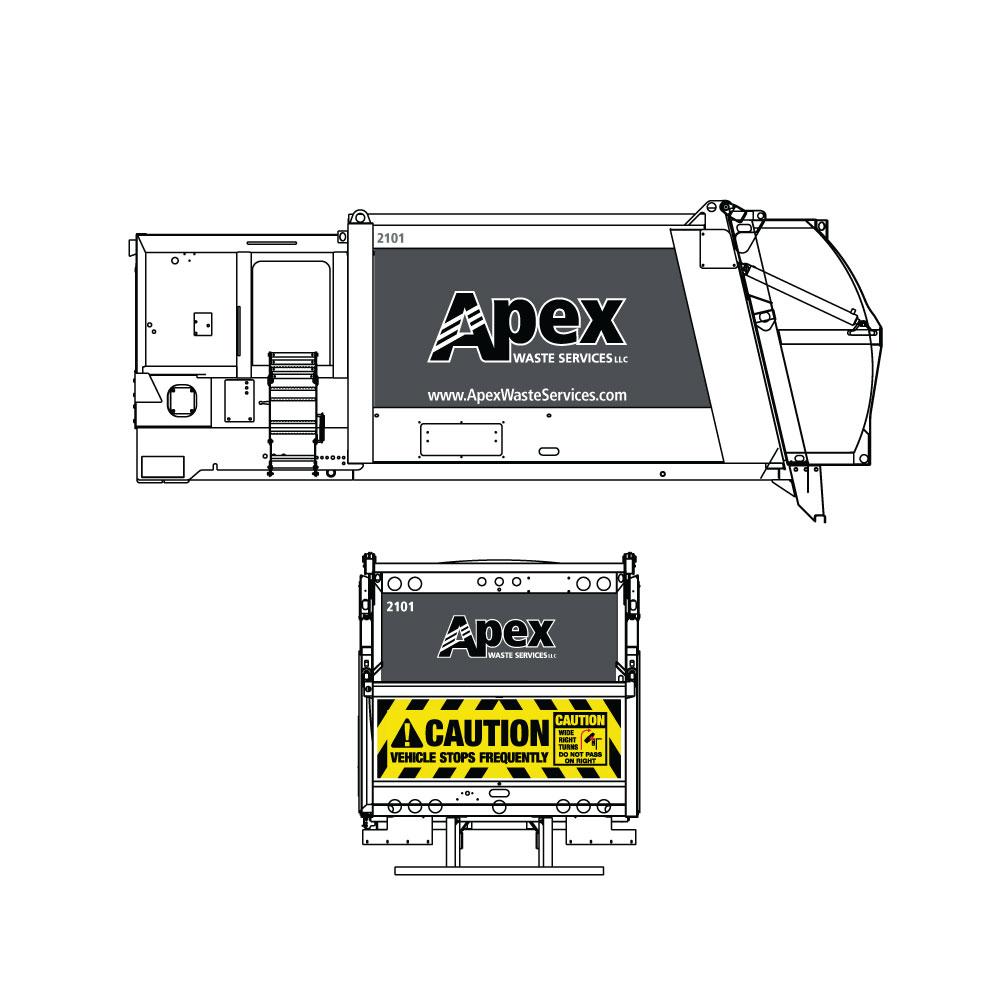 2101
Apex
WASTE SERVICES LLC
www.ApexWasteServices.com
2101
Apex
WASTE SERVICES LLC
CAUTION
VEHICLE STOPS FREQUENTLY
CAUTION
WIDE
RIGHT
TURNS
DO NOT PASS
ON RIGHT